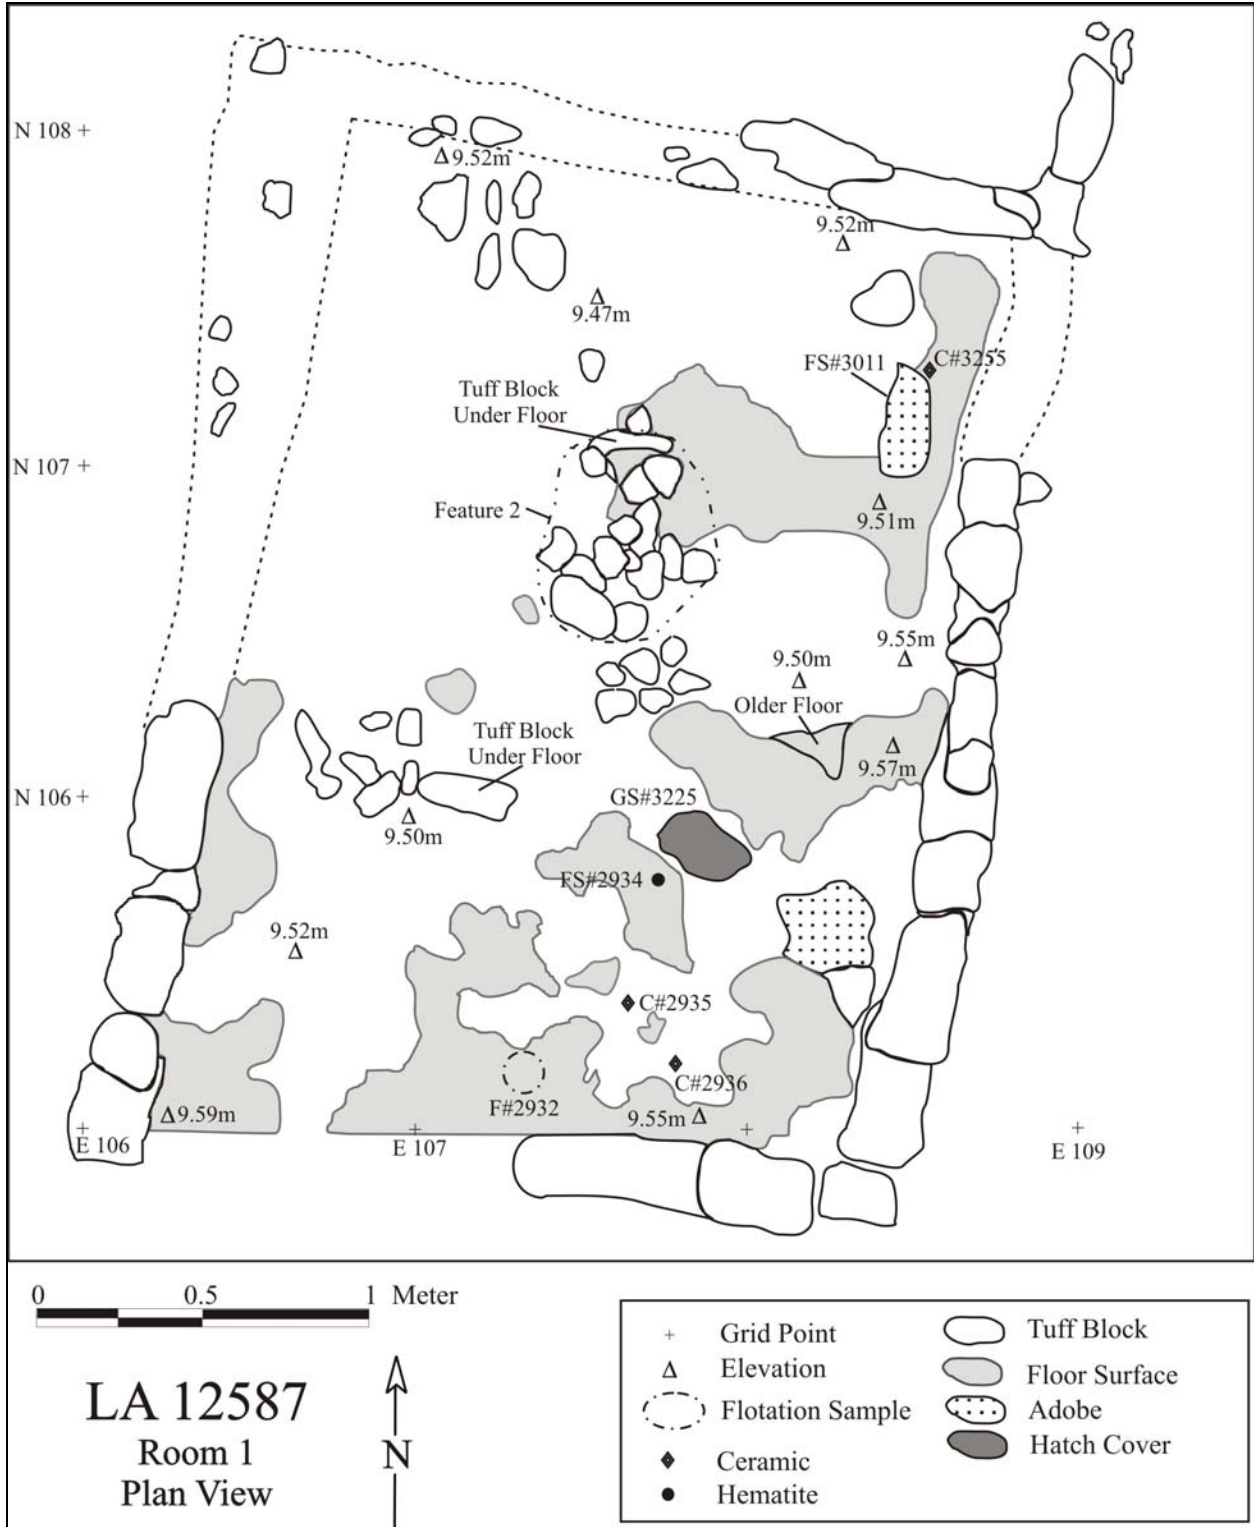 N 108
9.52m
9.52m
9.47m
FS#3011
C#3255
Tuff Block
Under Floor
N 107
Feature 2
9.51m
9.55m
9.50m
Older Floor
Tuff Block
Under Floor
9.57m
N 106
GS#3225
9.50m
FS#2934
9.52m
C#2935
C#2936
F#2932
9.59m
9.55m
E 106
E 107
E 109
0 0.5 1 Meter
LA 12587
Room 1
Plan View
N
Grid Point
Elevation
Flotation Sample
Ceramic
Hematite
Tuff Block
Floor Surface
Adobe
Hatch Cover